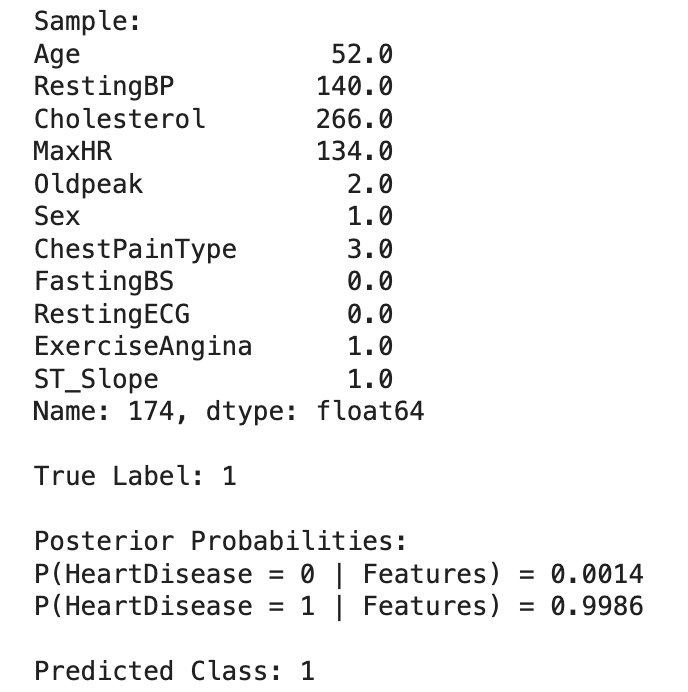 Sample:
Age                52.0
RestingBP         140.0
Cholesterol       266.0
MaxHR             134.0
Oldpeak             2.0
Sex                 1.0
ChestPainType       3.0
FastingBS           0.0
RestingECG          0.0
ExerciseAngina      1.0
ST_Slope            1.0
Name: 174, dtype: float64
True Label: 1
Posterior Probabilities:
P(HeartDisease = 0 | Features) = 0.0014
P(HeartDisease = 1 | Features) = 0.9986
Predicted Class: 1